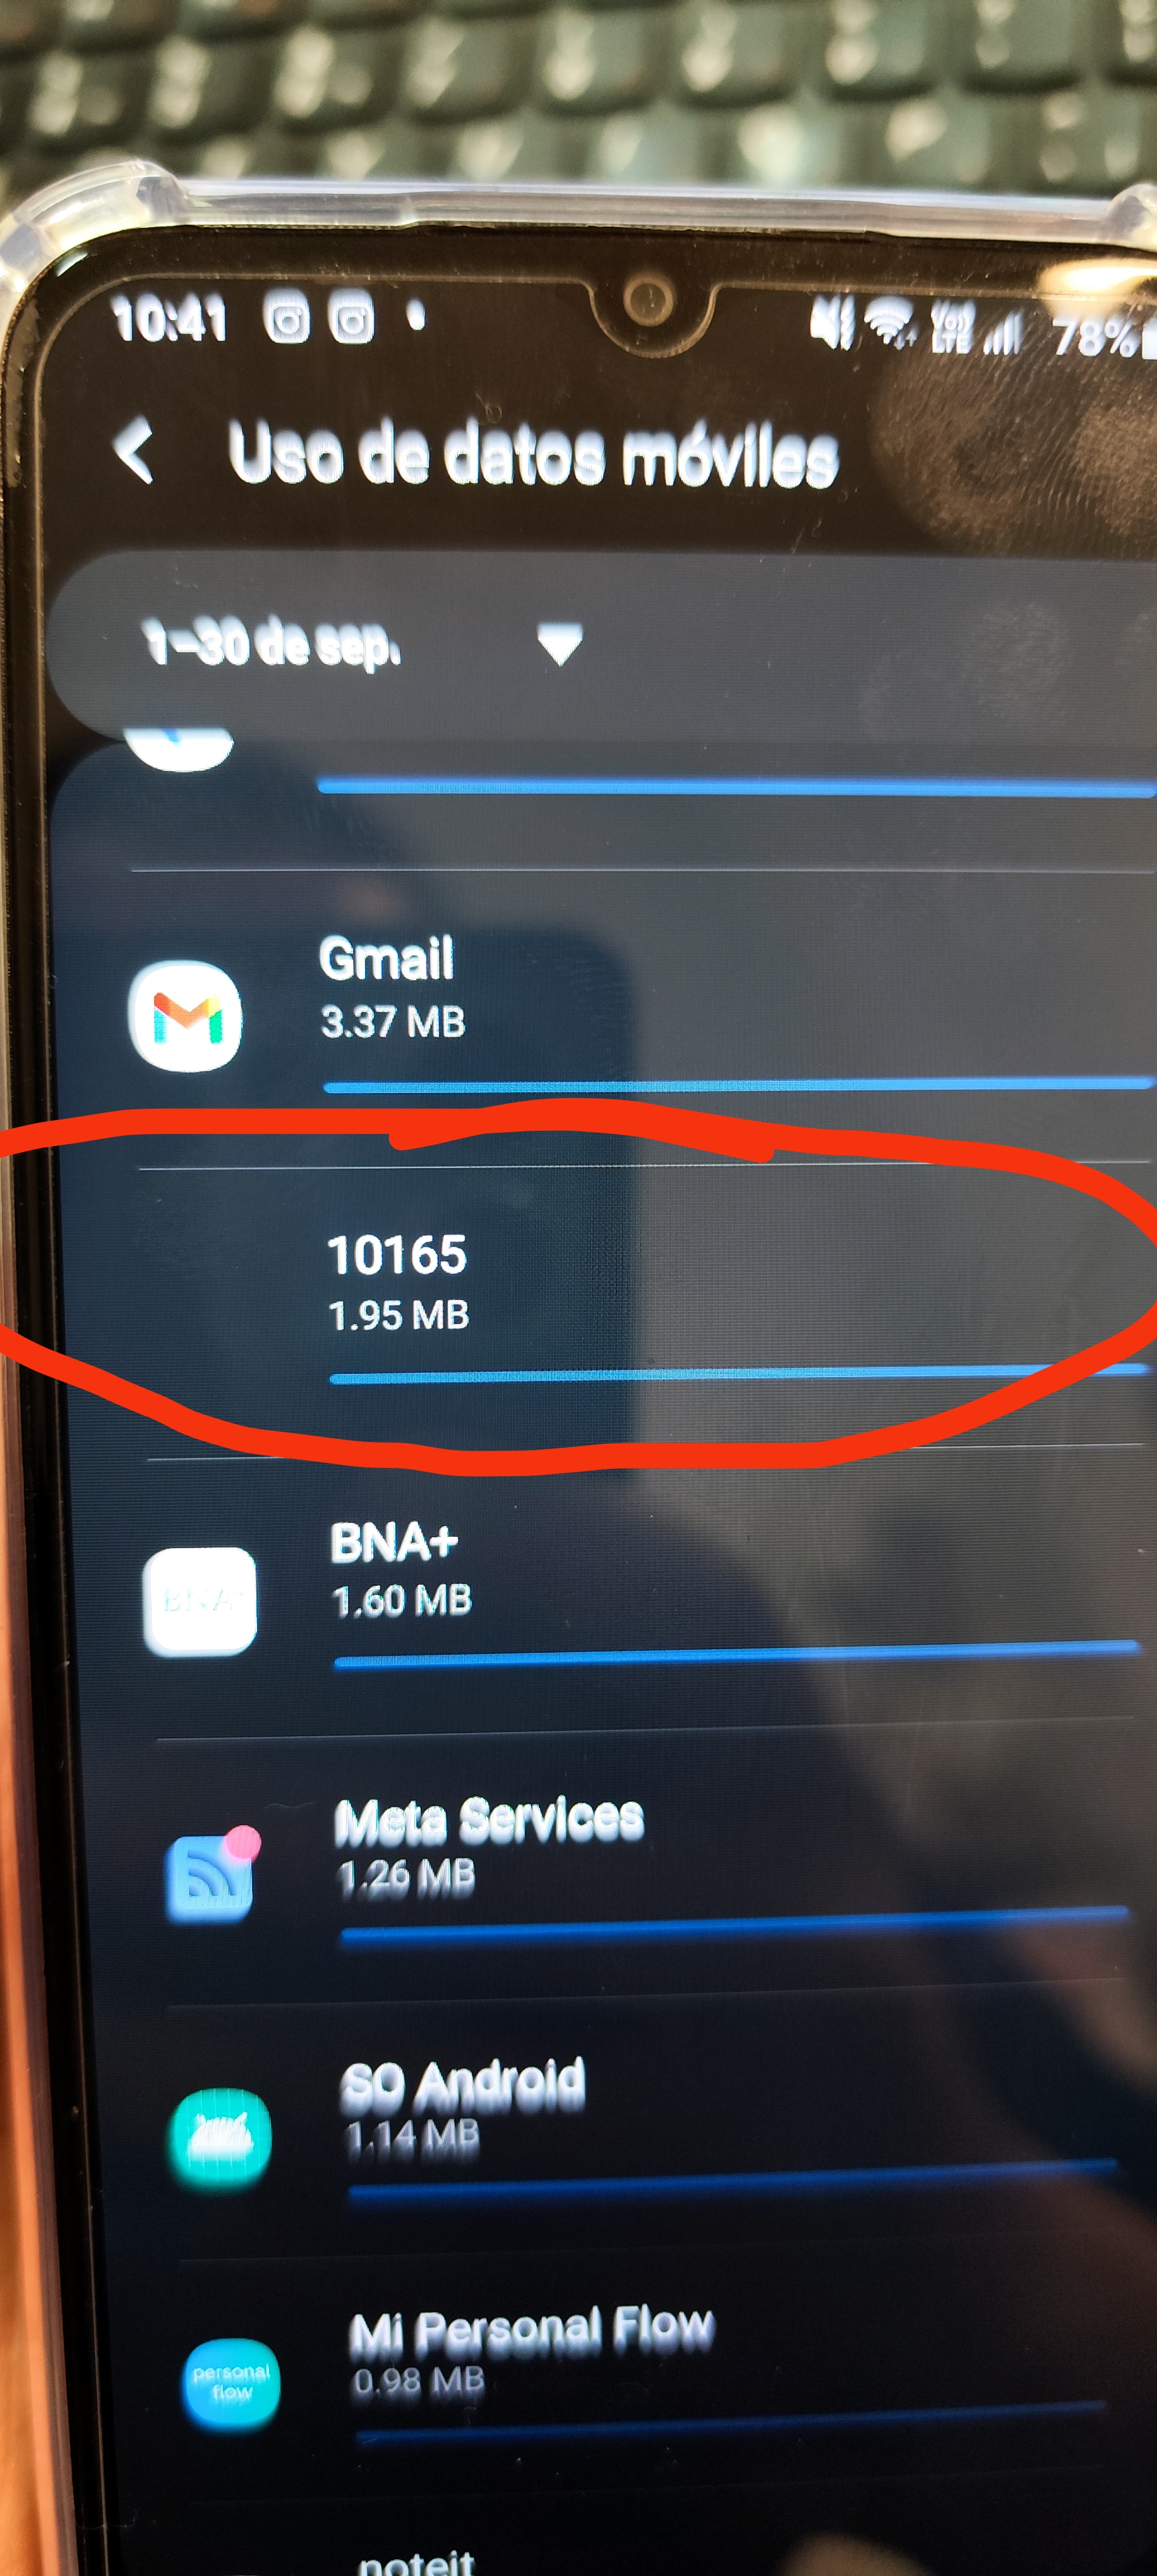 10:41 78%
Uso de datos móviles
1–30 de sep.
Gmail
3.37 MB
10165
1.95 MB
BNA+
BNA+
1.60 MB
Meta Services
1.26 MB
SO Android
1.14 MB
Mi Personal Flow
personal
flow
0.98 MB
noteit